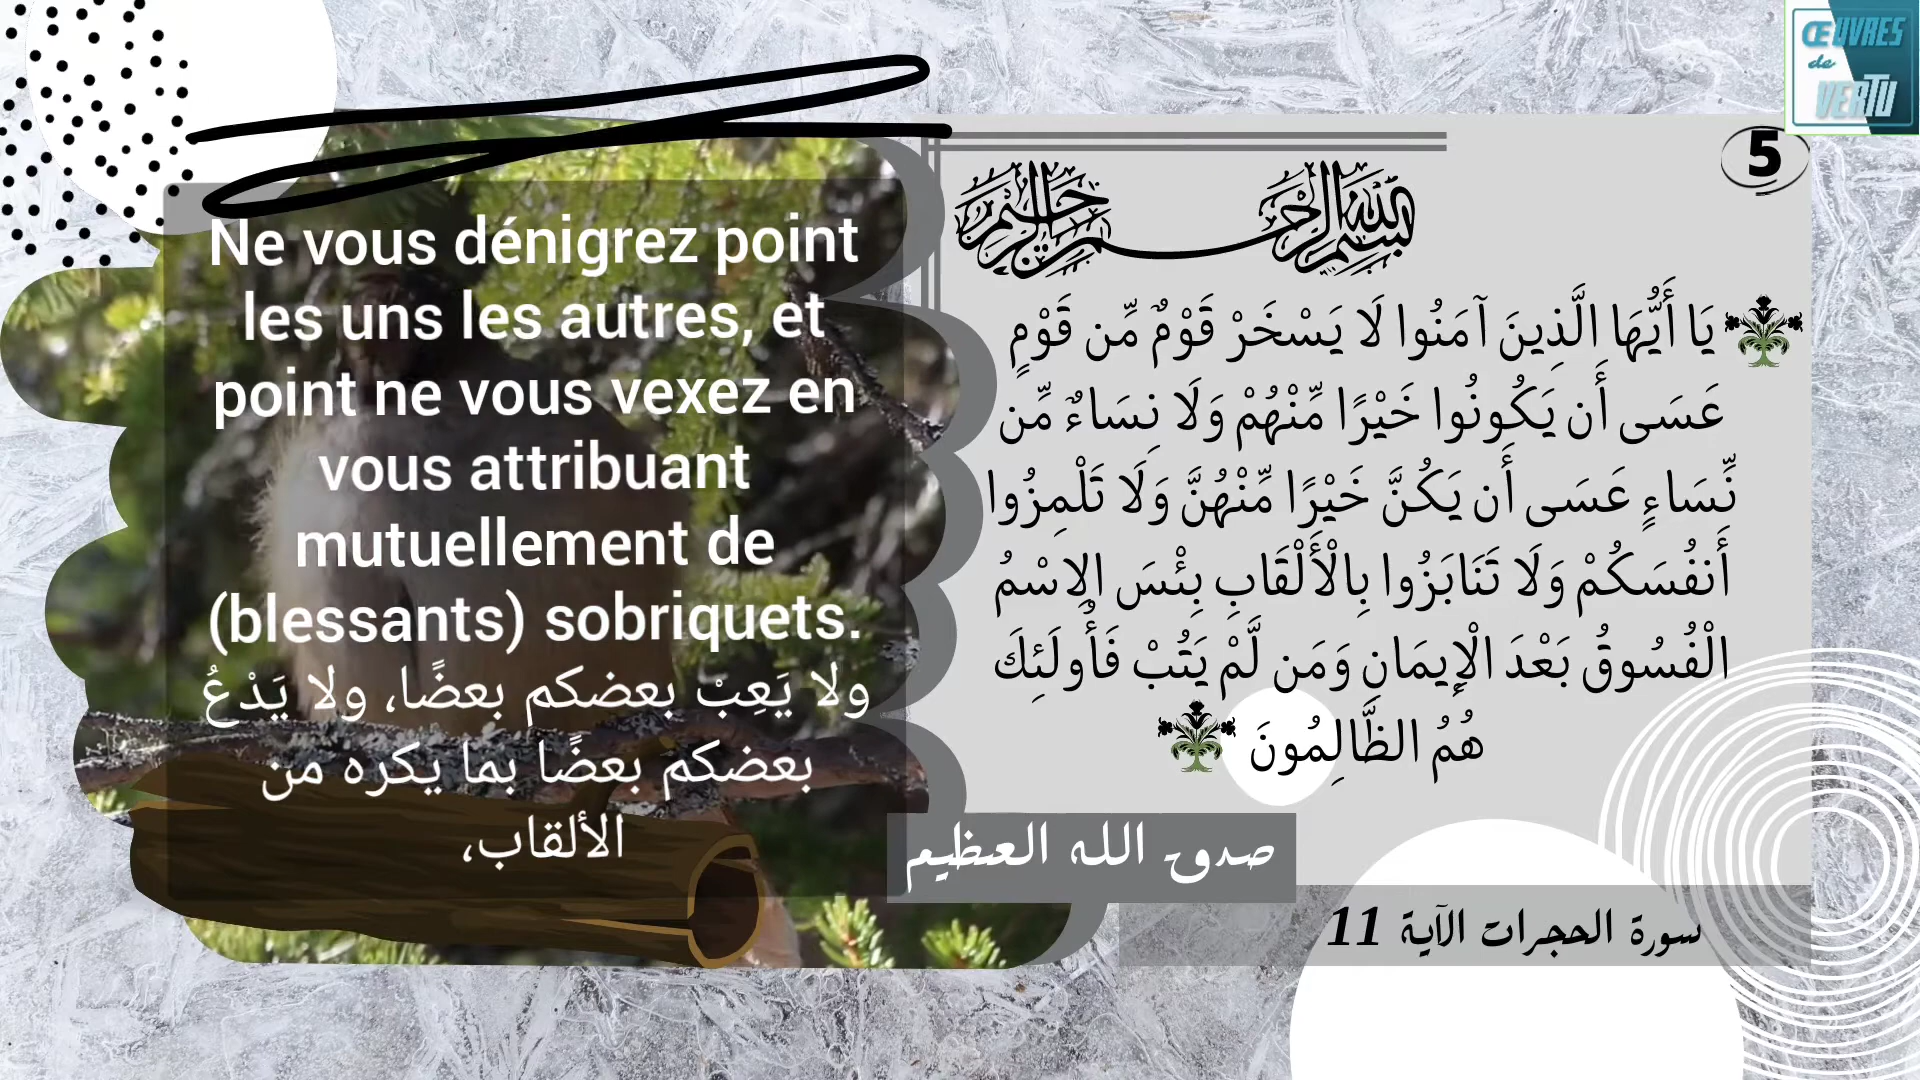 ŒUVRES
de
VERTU
5
Ne vous dénigrez point
les uns les autres, et
point ne vous vexez en
vous attribuant
mutuellement de
(blessants) sobriquets.
ولا يَعِبْ بعضكم بعضًا، ولا يَدْعُ
بعضكم بعضًا بما يكره من
الألقاب،
بسم الله الرحمن الرحيم
يَا أَيُّهَا الَّذِينَ آمَنُوا لَا يَسْخَرْ قَوْمٌ مِّن قَوْمٍ
عَسَى أَن يَكُونُوا خَيْرًا مِّنْهُمْ وَلَا نِسَاءٌ مِّن
نِّسَاءٍ عَسَى أَن يَكُنَّ خَيْرًا مِّنْهُنَّ وَلَا تَلْمِزُوا
أَنفُسَكُمْ وَلَا تَنَابَزُوا بِالْأَلْقَابِ بِئْسَ الِاسْمُ
الْفُسُوقُ بَعْدَ الْإِيمَانِ وَمَن لَّمْ يَتُبْ فَأُولَئِكَ
هُمُ الظَّالِمُونَ
صدق الله العظيم
سورة الحجرات الآية 11